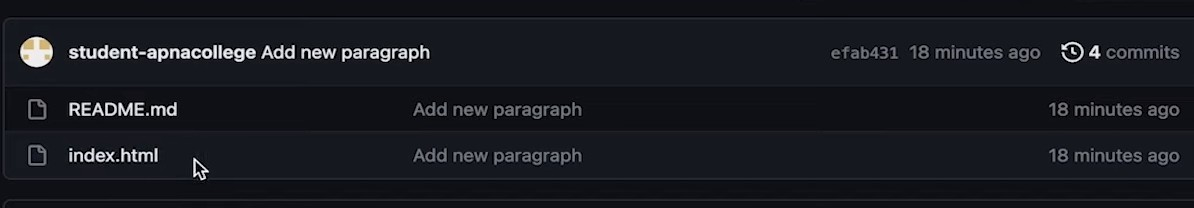 student-apnacollege Add new paragraph efab431 18 minutes ago 4 commits
README.md Add new paragraph 18 minutes ago
index.html Add new paragraph 18 minutes ago